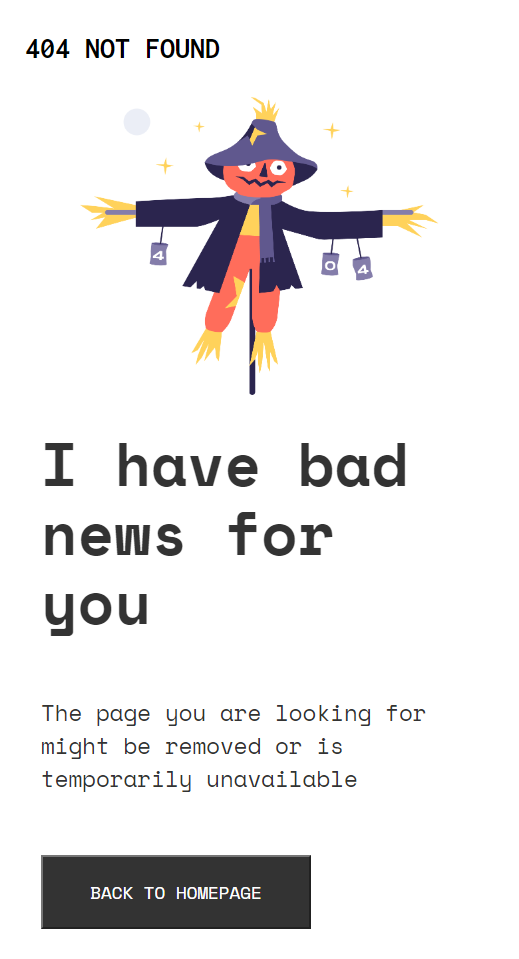 404 NOT FOUND
4
0
4
I have bad
news for
you
The page you are looking for
might be removed or is
temporarily unavailable
BACK TO HOMEPAGE